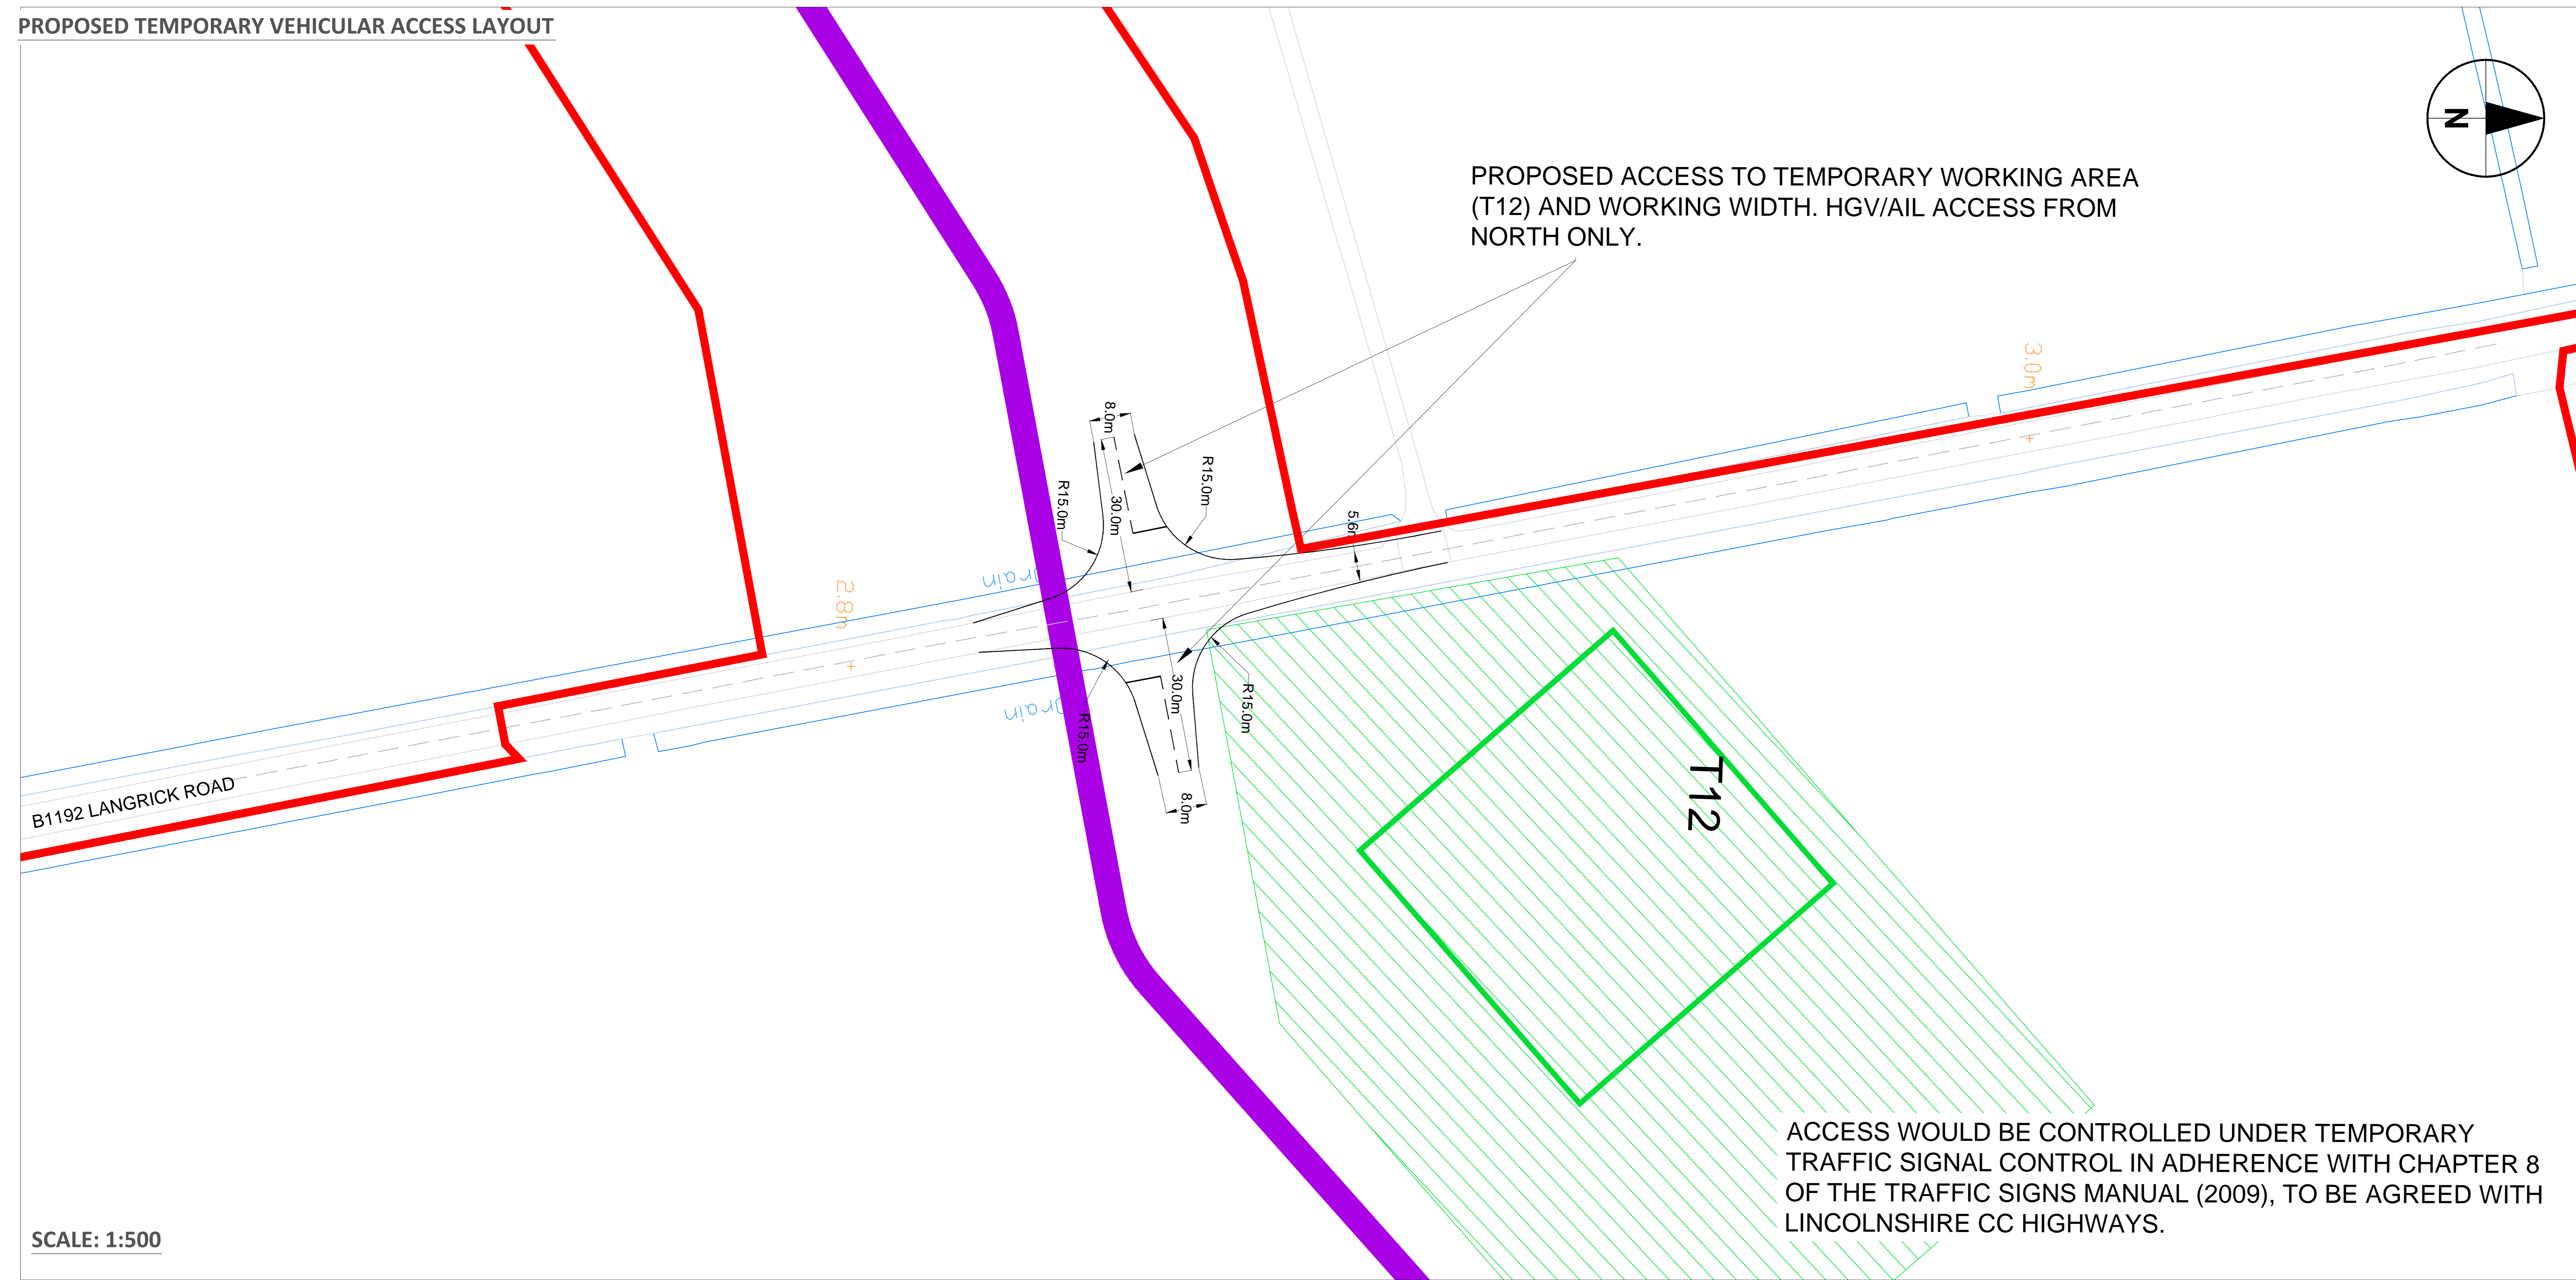 PROPOSED TEMPORARY VEHICULAR ACCESS LAYOUT
N
PROPOSED ACCESS TO TEMPORARY WORKING AREA
(T12) AND WORKING WIDTH. HGV/AIL ACCESS FROM
NORTH ONLY.
3.0m
8.0m
R15.0m
R15.0m
30.0m
5.6m
Drain
2.8m
Drain
30.0m
R15.0m
R15.0m
8.0m
B1192 LANGRICK ROAD
T12
ACCESS WOULD BE CONTROLLED UNDER TEMPORARY
TRAFFIC SIGNAL CONTROL IN ADHERENCE WITH CHAPTER 8
OF THE TRAFFIC SIGNS MANUAL (2009), TO BE AGREED WITH
LINCOLNSHIRE CC HIGHWAYS.
SCALE: 1:500